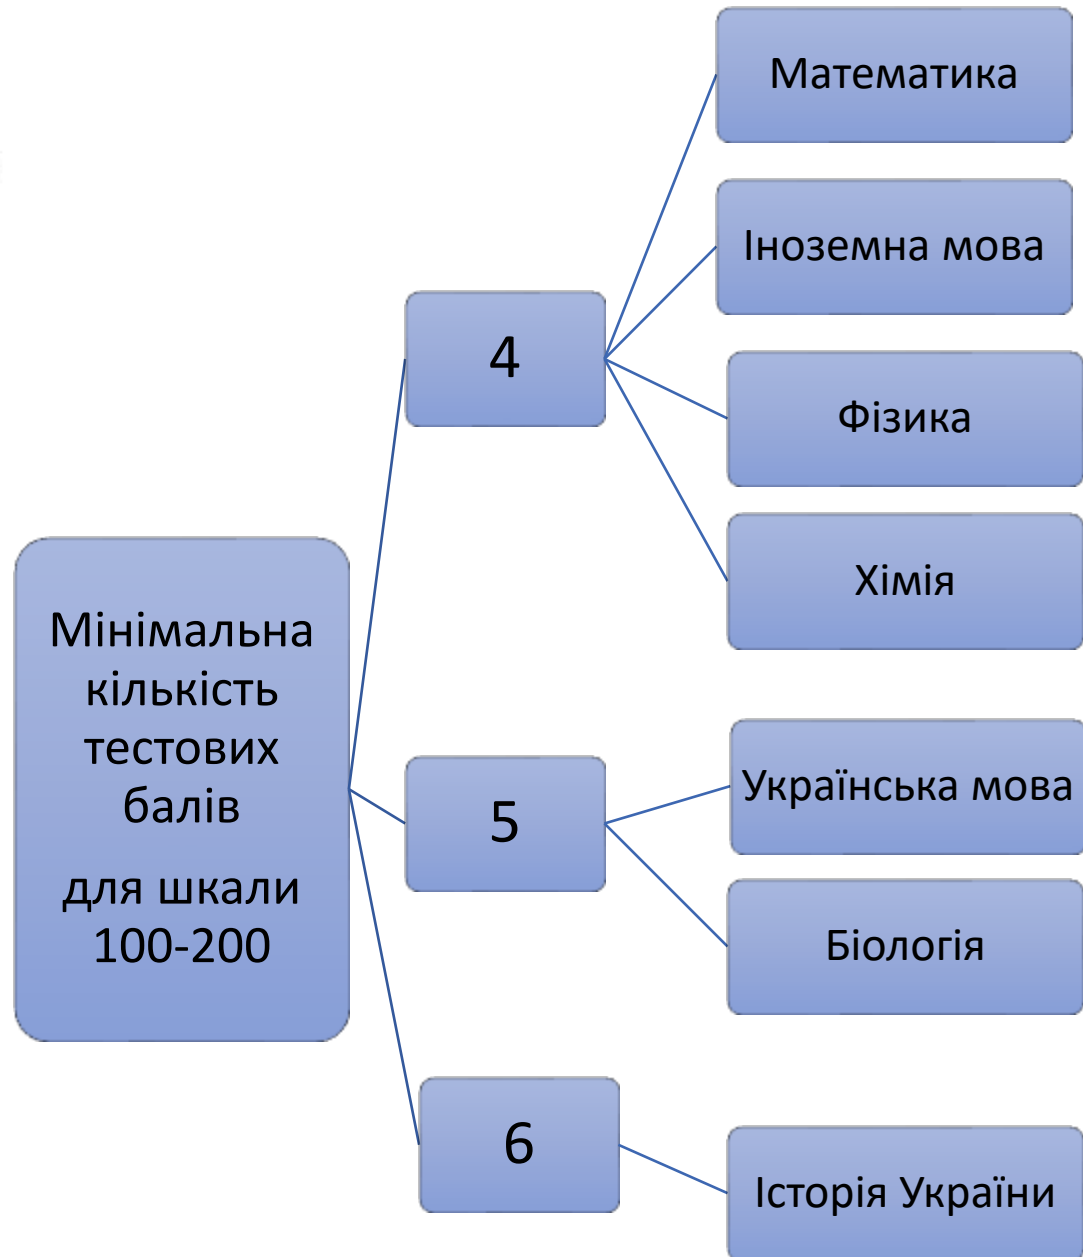 Мінімальна
кількість
тестових
балів
для шкали
100-200
4
Математика
Іноземна мова
Фізика
Хімія
5
Українська мова
Біологія
6
Історія України